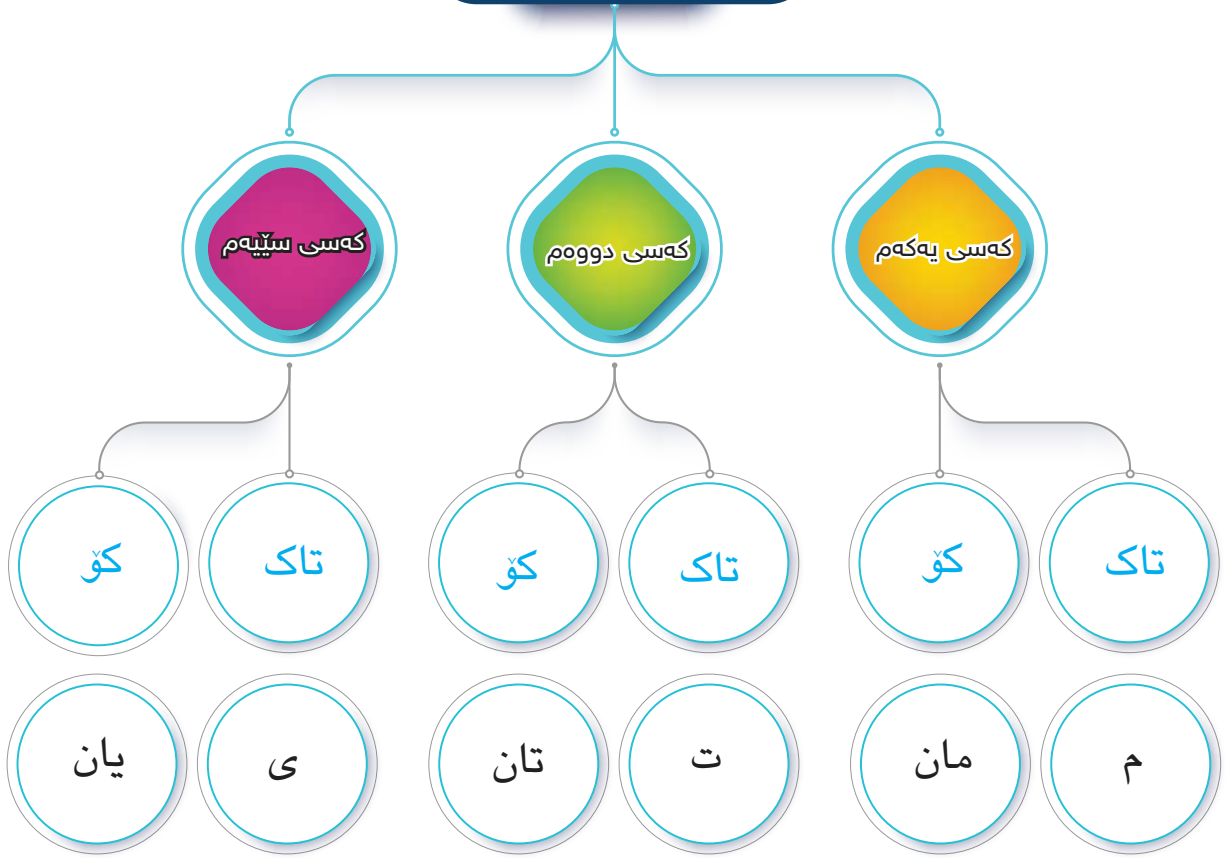 کەسی یەکەم
کەسی دووەم
کەسی سێیەم
تاک
کۆ
تاک
کۆ
تاک
کۆ
م
مان
ت
تان
ی
یان